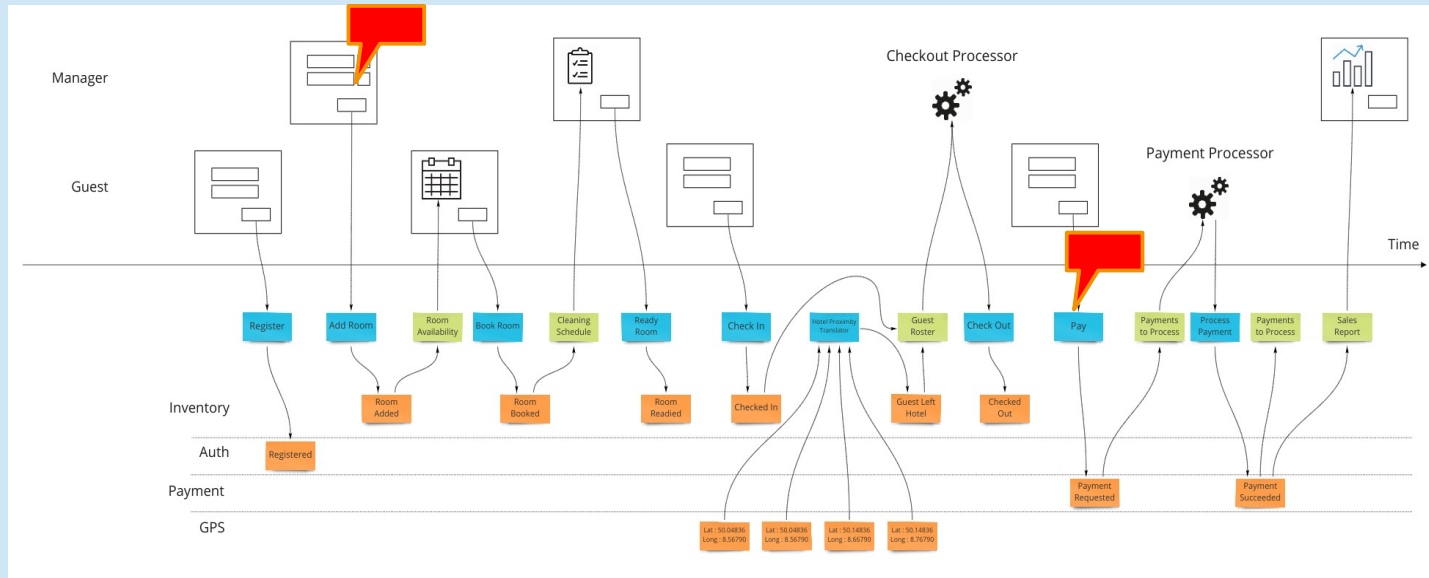 Manager
Checkout Processor
Payment Processor
Guest
Time
Register
Add Room
Room
Availability
Book Room
Cleaning
Schedule
Ready
Room
Check In
Hotel Proximity
Translator
Guest
Roster
Check Out
Pay
Payments
to Process
Process
Payment
Payments
to Process
Sales
Report
Inventory
Room
Added
Room
Booked
Room
Readied
Checked In
Guest Left
Hotel
Checked
Out
Auth
Registered
Payment
Payment
Requested
Payment
Succeeded
GPS
Lat : 50.04836
Long : 8.56790
Lat : 50.04836
Long : 8.56790
Lat : 50.14836
Long : 8.66790
Lat : 50.14836
Long : 8.76790